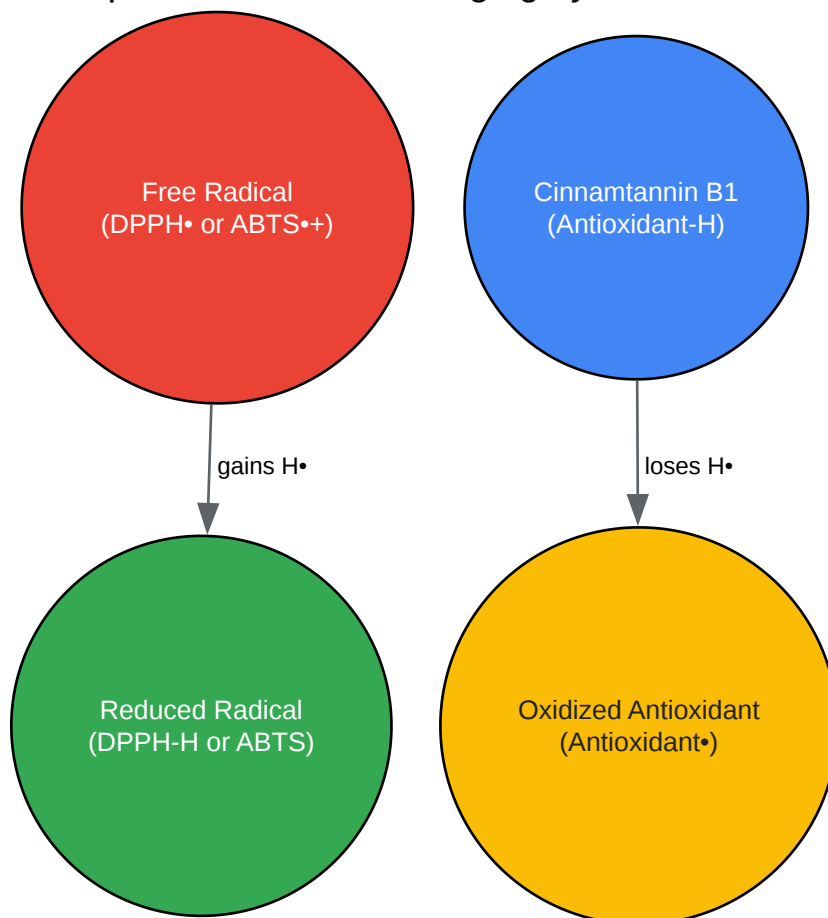 Free Radical
(DPPH• or ABTS•+)
Cinnamtannin B1
(Antioxidant-H)
gains H•
loses H•
Reduced Radical
(DPPH-H or ABTS)
Oxidized Antioxidant
(Antioxidant•)